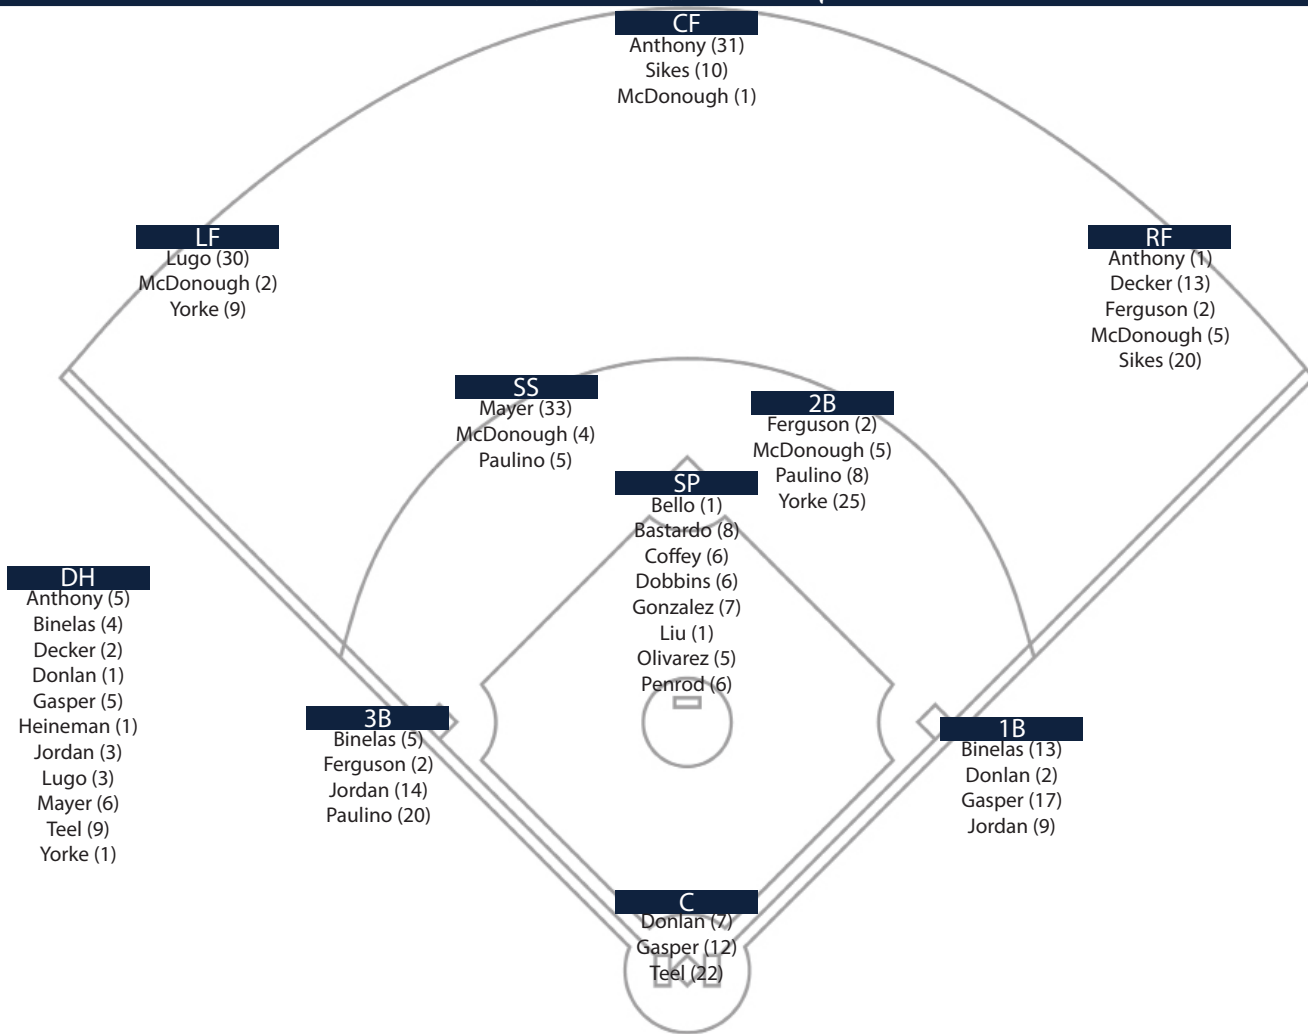 CF
Anthony (31)
Sikes (10)
McDonough (1)
LF
Lugo (30)
McDonough (2)
Yorke (9)
RF
Anthony (1)
Decker (13)
Ferguson (2)
McDonough (5)
Sikes (20)
SS
Mayer (33)
McDonough (4)
Paulino (5)
2B
Ferguson (2)
McDonough (5)
Paulino (8)
Yorke (25)
SP
Bello (1)
Bastardo (8)
Coffey (6)
Dobbins (6)
Gonzalez (7)
Liu (1)
Olivarez (5)
Penrod (6)
DH
Anthony (5)
Binelas (4)
Decker (2)
Donlan (1)
Gasper (5)
Heineman (1)
Jordan (3)
Lugo (3)
Mayer (6)
Teel (9)
Yorke (1)
3B
Binelas (5)
Ferguson (2)
Jordan (14)
Paulino (20)
1B
Binelas (13)
Donlan (2)
Gasper (17)
Jordan (9)
C
Donlan (7)
Gasper (12)
Teel (22)